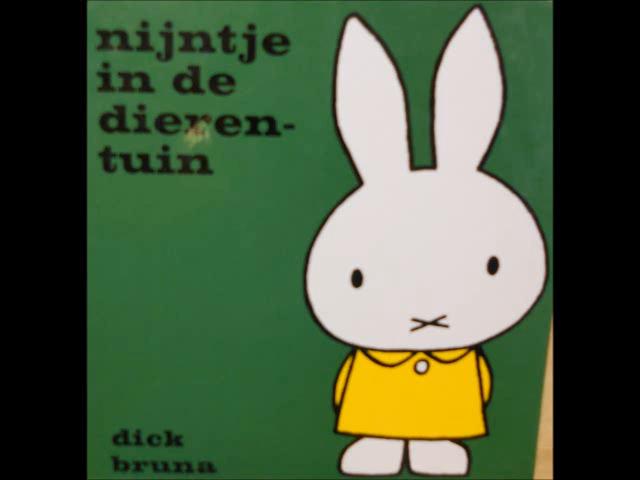 nijntje
in de
dieren-
tuin
dick
bruna